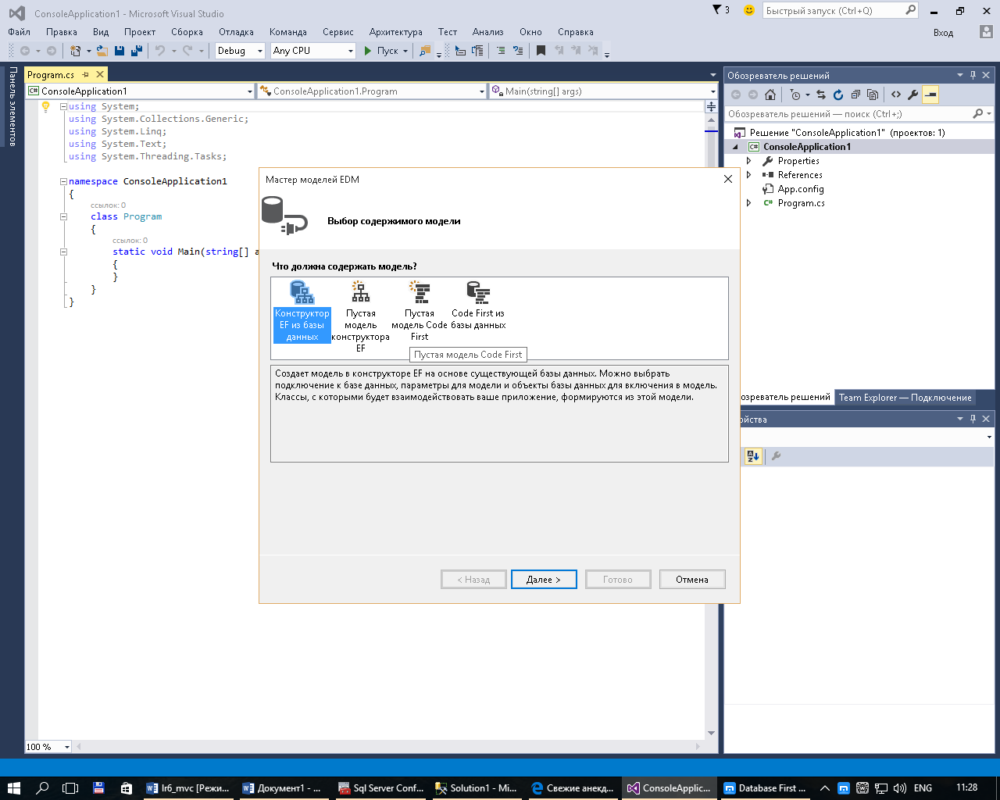 ConsoleApplication1 - Microsoft Visual Studio
3
Быстрый запуск (Ctrl+Q)
Файл Правка Вид Проект Сборка Отладка Команда Сервис Архитектура Тест Анализ Окно Справка
Вход
Debug Any CPU Пуск
Панель элементов
Program.cs
ConsoleApplication1 ConsoleApplication1.Program Main(string[] args)
using System;
using System.Collections.Generic;
using System.Linq;
using System.Text;
using System.Threading.Tasks;
namespace ConsoleApplication1
{
ссылок: 0
class Program
{
ссылок: 0
static void Main(string[] a
{
}
}
}
100 %
Мастер моделей EDM
Выбор содержимого модели
Что должна содержать модель?
Конструктор EF из базы данных
Пустая модель конструктора EF
Пустая модель Code First
Code First из базы данных
Пустая модель Code First
Создает модель в конструкторе EF на основе существующей базы данных. Можно выбрать
подключение к базе данных, параметры для модели и объекты базы данных для включения в модель.
Классы, с которыми будет взаимодействовать ваше приложение, формируются из этой модели.
< Назад Далее > Готово Отмена
Обозреватель решений
Обозреватель решений — поиск (Ctrl+;)
Решение "ConsoleApplication1" (проектов: 1)
C# ConsoleApplication1
Properties
References
App.config
C# Program.cs
озреватель решений Team Explorer — Подключение
ойства
lr6_mvc [Режи... Документ1 - ... Sql Server Conf... Solution1 - Mi... Свежие анекд... ConsoleApplic... Database First ... ENG 11:28